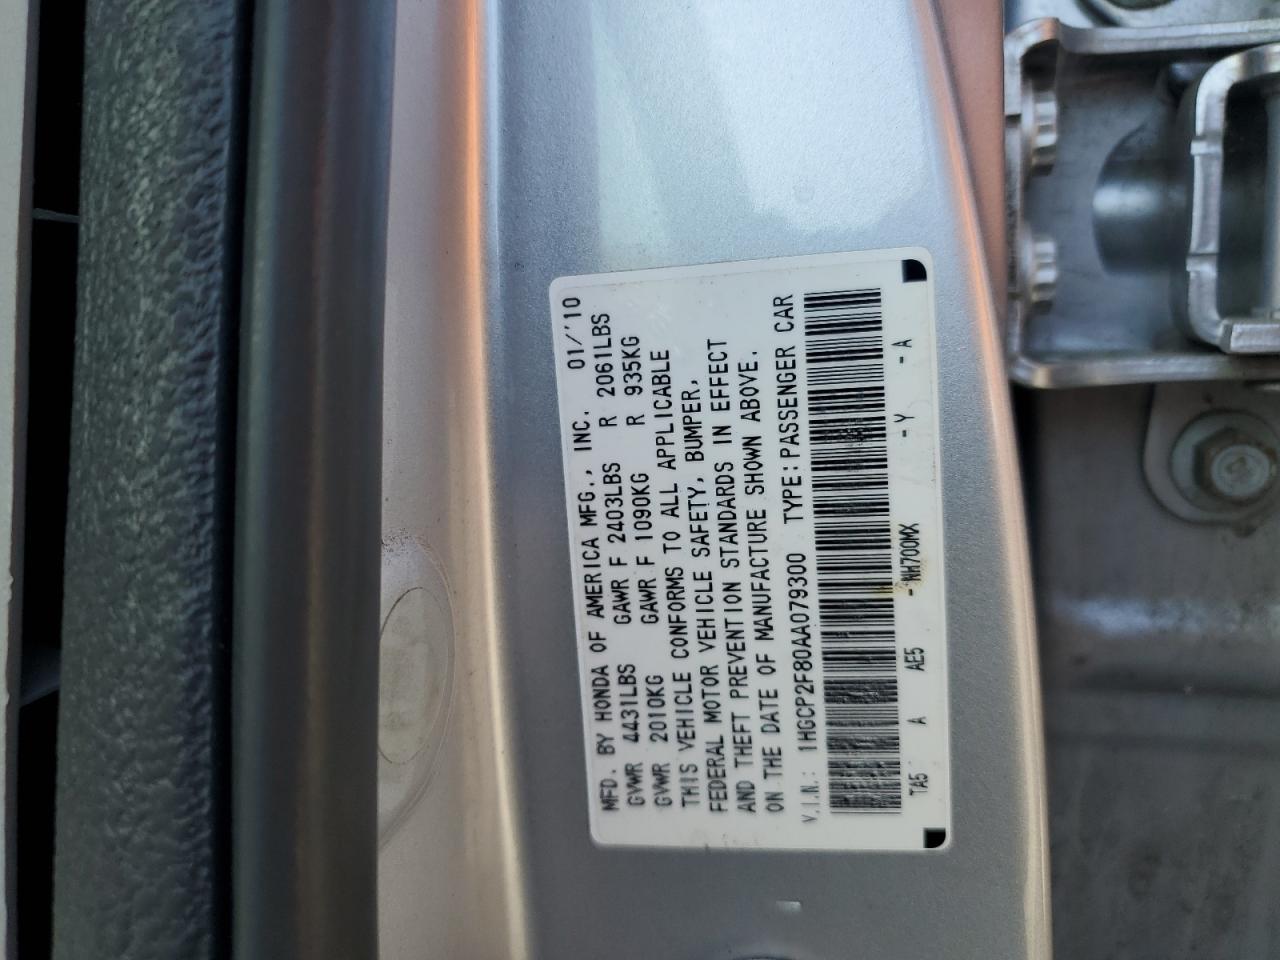 MFD. BY HONDA OF AMERICA MFG., INC. 01/'10
GVWR 4431LBS GAWR F 2403LBS R 2061LBS
GVWR 2010KG GAWR F 1090KG R 935KG
THIS VEHICLE CONFORMS TO ALL APPLICABLE
FEDERAL MOTOR VEHICLE SAFETY, BUMPER,
AND THEFT PREVENTION STANDARDS IN EFFECT
ON THE DATE OF MANUFACTURE SHOWN ABOVE.
V.I.N.: 1HGCP2F80AA079300 TYPE: PASSENGER CAR
TA5 A AE5 - NH700MX - Y - A